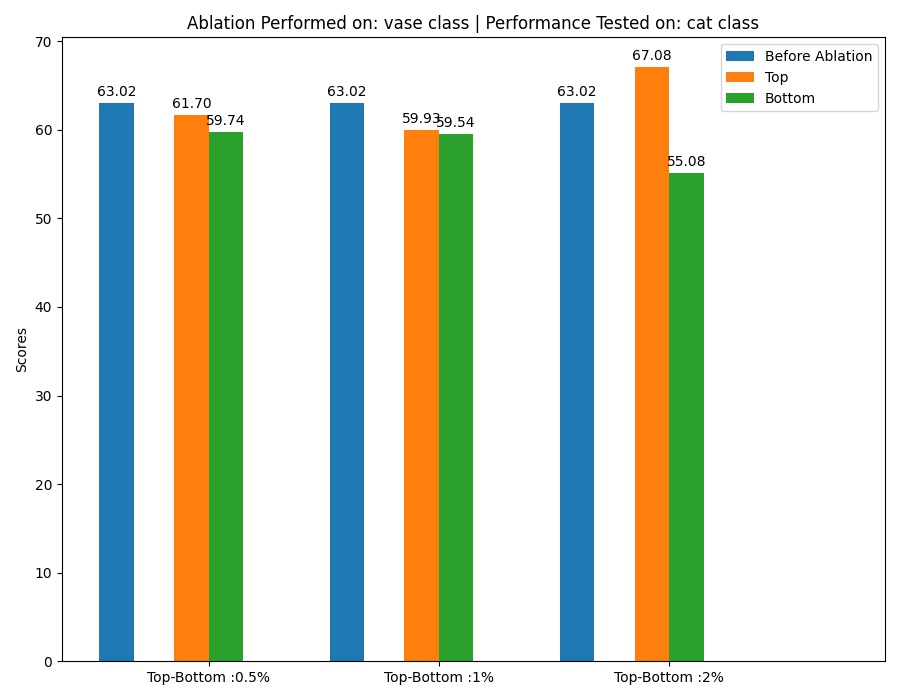 Ablation Performed on: vase class | Performance Tested on: cat class
Before Ablation
Top
Bottom
Scores
70
60
50
40
30
20
10
0
63.02
61.70
59.74
63.02
59.93
59.54
63.02
67.08
55.08
Top-Bottom :0.5%
Top-Bottom :1%
Top-Bottom :2%